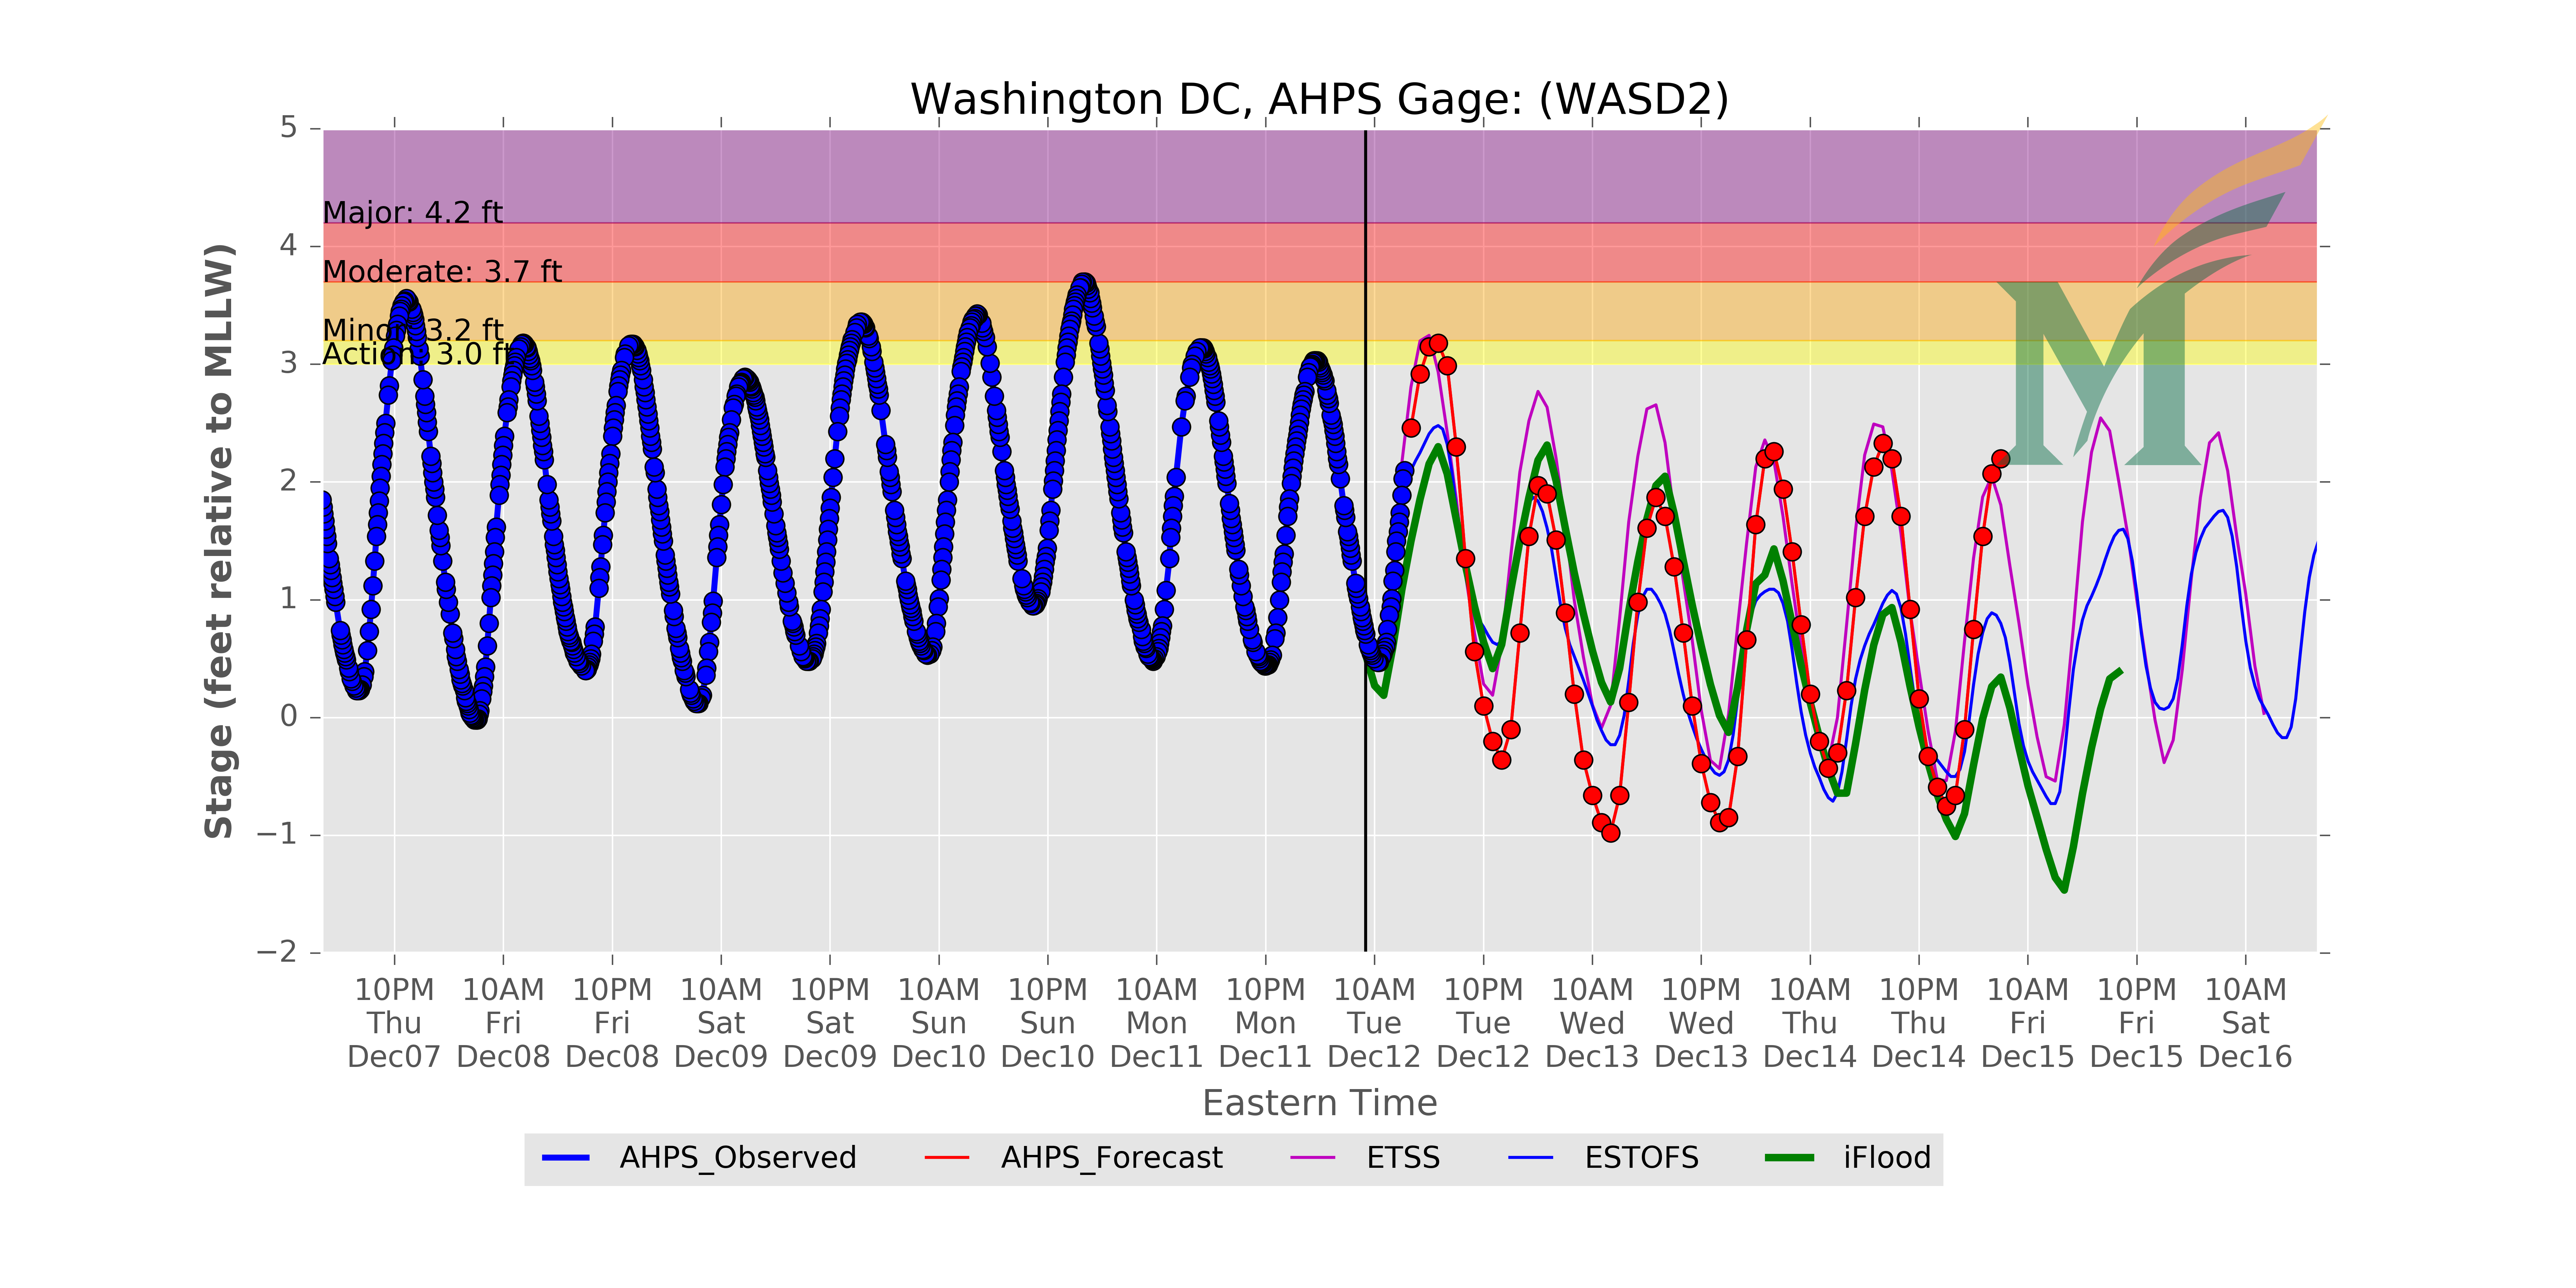 Washington DC, AHPS Gage: (WASD2)
5
4
3
2
1
0
−1
−2
Stage (feet relative to MLLW)
Major: 4.2 ft
Moderate: 3.7 ft
Minor: 3.2 ft
Action: 3.0 ft
10PM 10AM 10PM 10AM 10PM 10AM 10PM 10AM 10PM 10AM 10PM 10AM 10PM 10AM 10PM 10AM 10PM 10AM
Thu Fri Fri Sat Sat Sun Sun Mon Mon Tue Tue Wed Wed Thu Thu Fri Fri Sat
Dec07 Dec08 Dec08 Dec09 Dec09 Dec10 Dec10 Dec11 Dec11 Dec12 Dec12 Dec13 Dec13 Dec14 Dec14 Dec15 Dec15 Dec16
Eastern Time
AHPS_Observed AHPS_Forecast ETSS ESTOFS iFlood